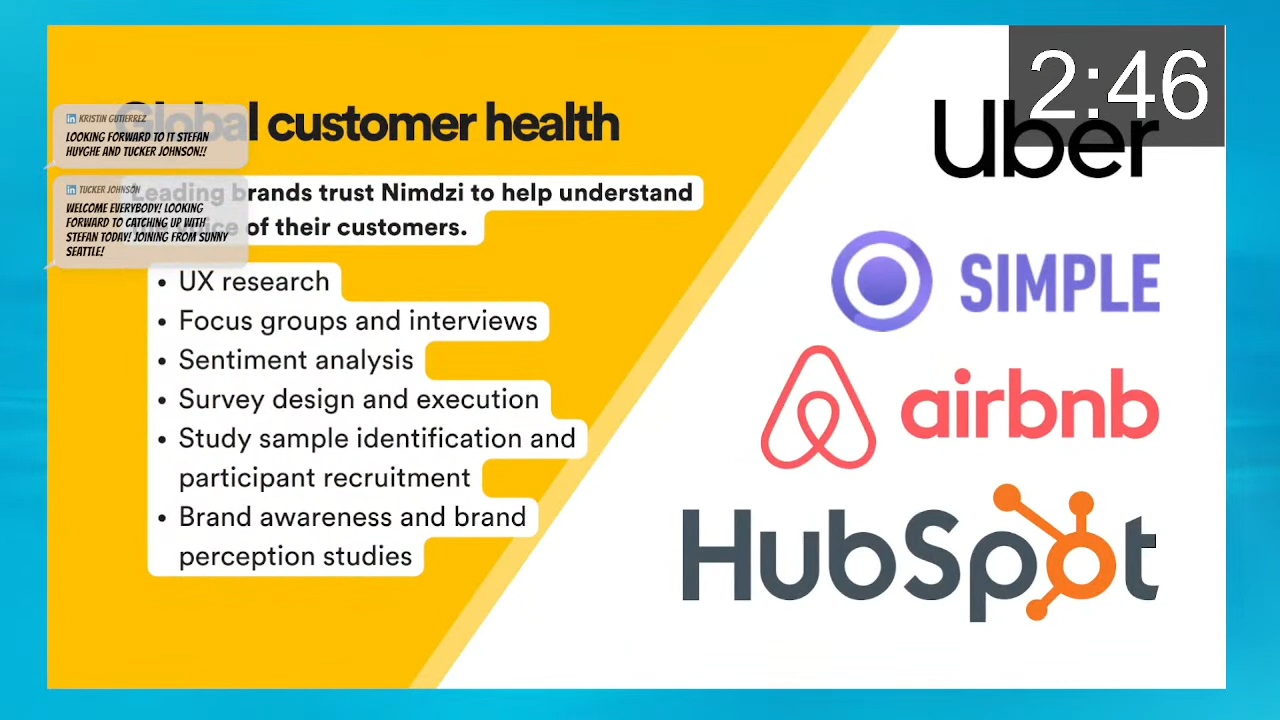 2:46
Global customer health
Leading brands trust Nimdzi to help understand
of their customers.
• UX research
• Focus groups and interviews
• Sentiment analysis
• Survey design and execution
• Study sample identification and
participant recruitment
• Brand awareness and brand
perception studies
KRISTIN GUTIERREZ
LOOKING FORWARD TO IT STEFAN
HUYGHE AND TUCKER JOHNSON!!
TUCKER JOHNSON
WELCOME EVERYBODY! LOOKING
FORWARD TO CATCHING UP WITH
STEFAN TODAY! JOINING FROM SUNNY
SEATTLE!
Uber
SIMPLE
airbnb
HubSpot